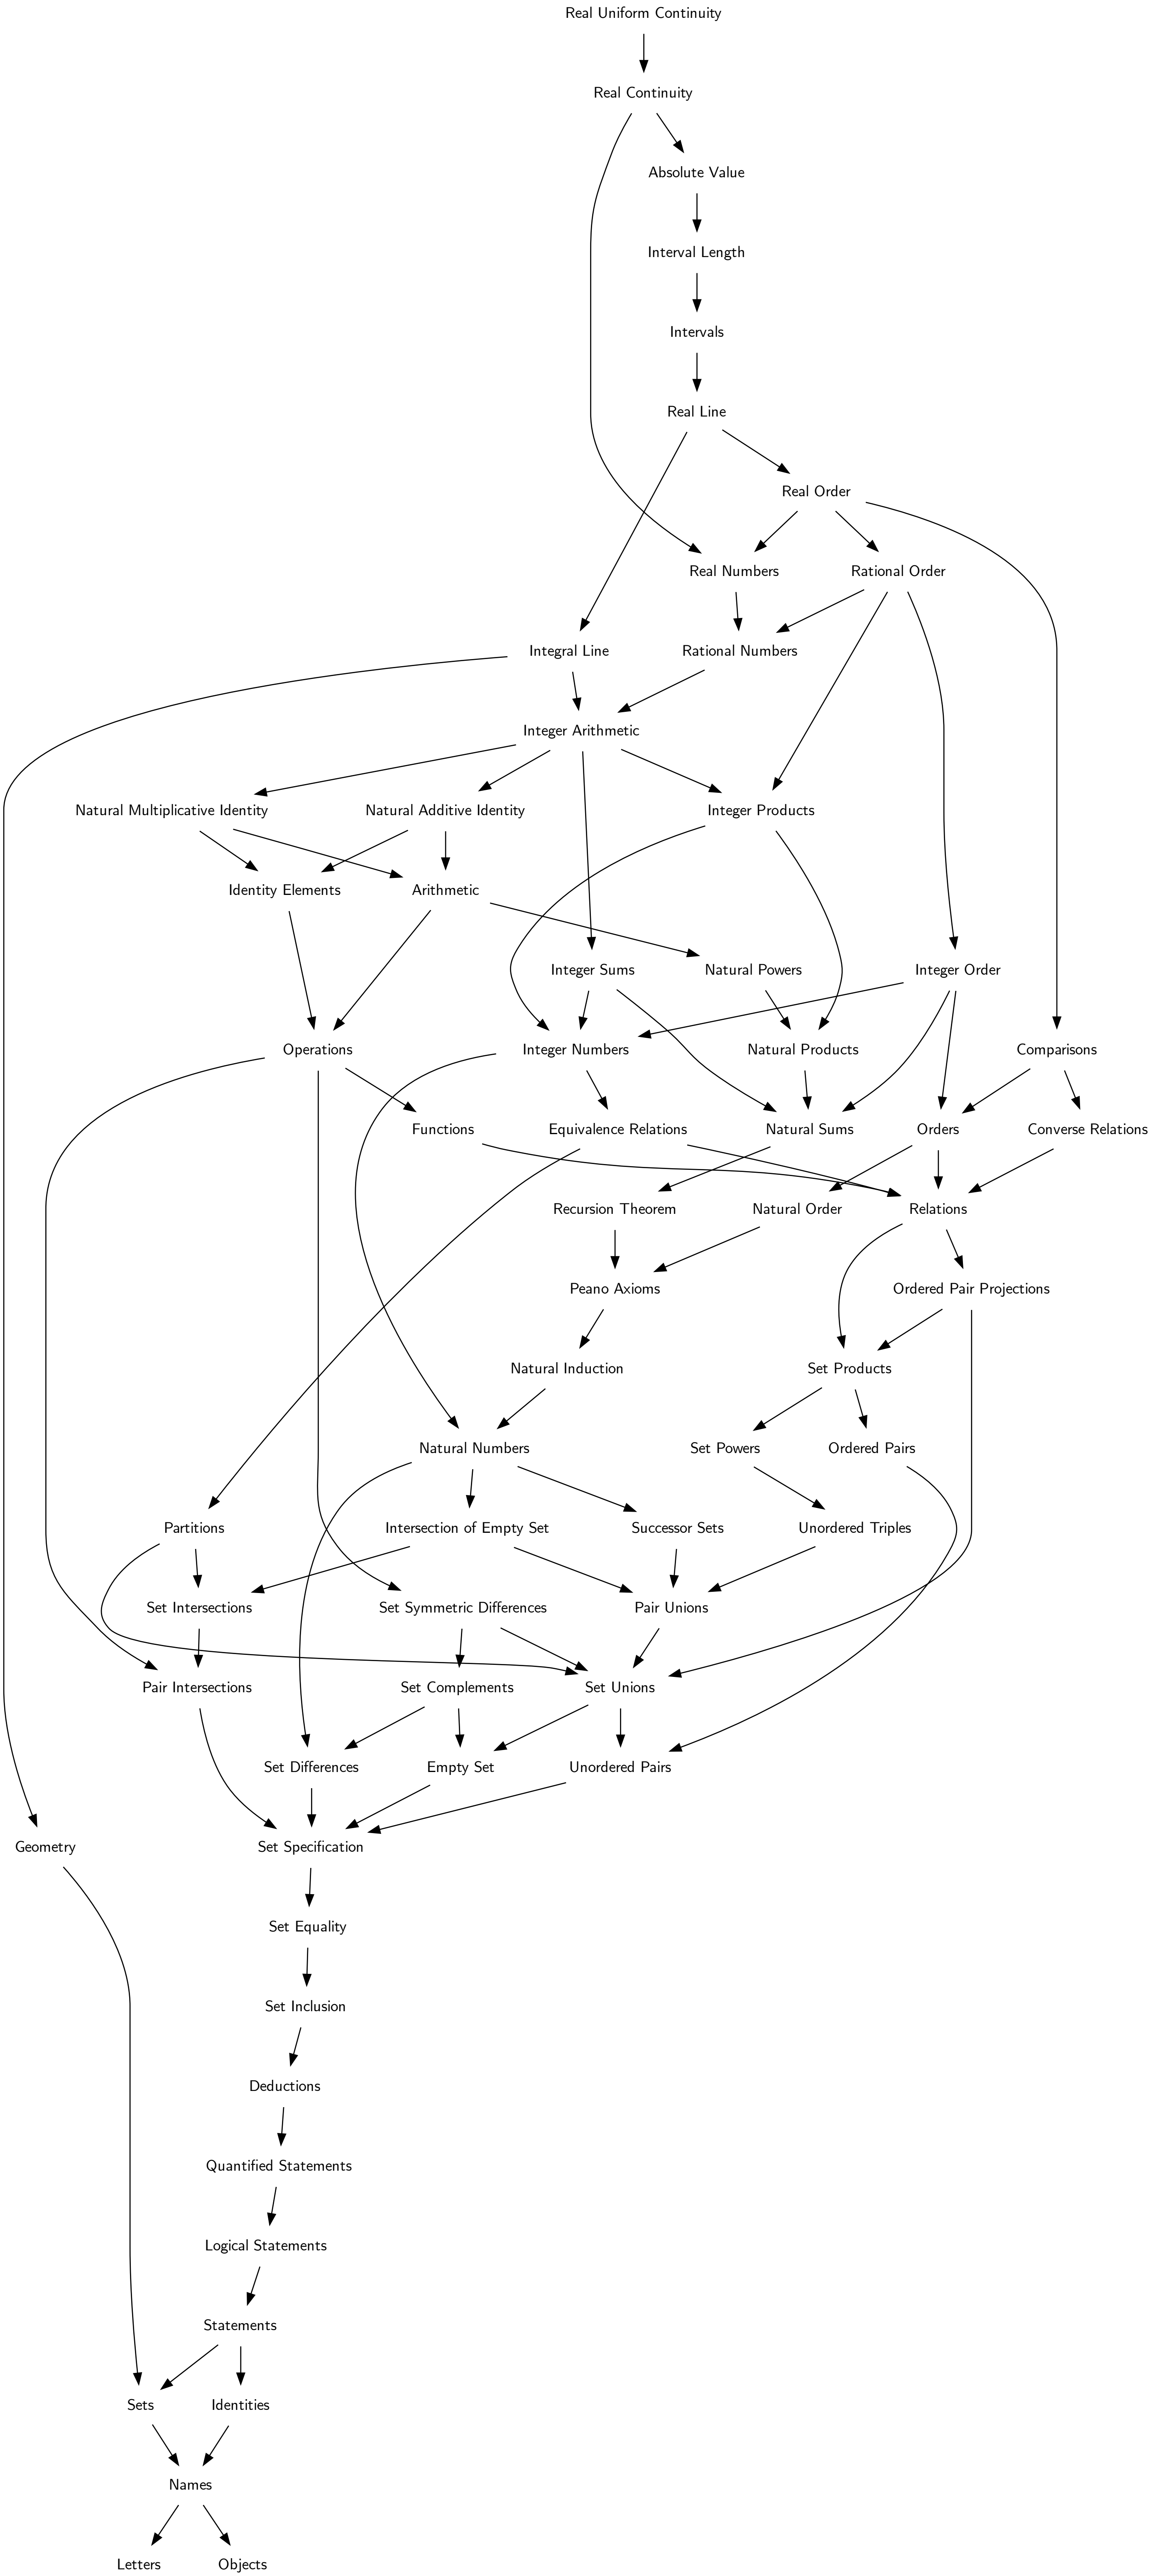 Real Uniform Continuity
Real Continuity
Absolute Value
Interval Length
Intervals
Real Line
Real Order
Real Numbers
Rational Order
Integral Line
Rational Numbers
Integer Arithmetic
Natural Multiplicative Identity
Natural Additive Identity
Integer Products
Identity Elements
Arithmetic
Integer Sums
Natural Powers
Integer Order
Operations
Integer Numbers
Natural Products
Comparisons
Functions
Equivalence Relations
Natural Sums
Orders
Converse Relations
Recursion Theorem
Natural Order
Relations
Peano Axioms
Ordered Pair Projections
Natural Induction
Set Products
Natural Numbers
Set Powers
Ordered Pairs
Partitions
Intersection of Empty Set
Successor Sets
Unordered Triples
Set Intersections
Set Symmetric Differences
Pair Unions
Pair Intersections
Set Complements
Set Unions
Set Differences
Empty Set
Unordered Pairs
Geometry
Set Specification
Set Equality
Set Inclusion
Deductions
Quantified Statements
Logical Statements
Statements
Sets
Identities
Names
Letters
Objects